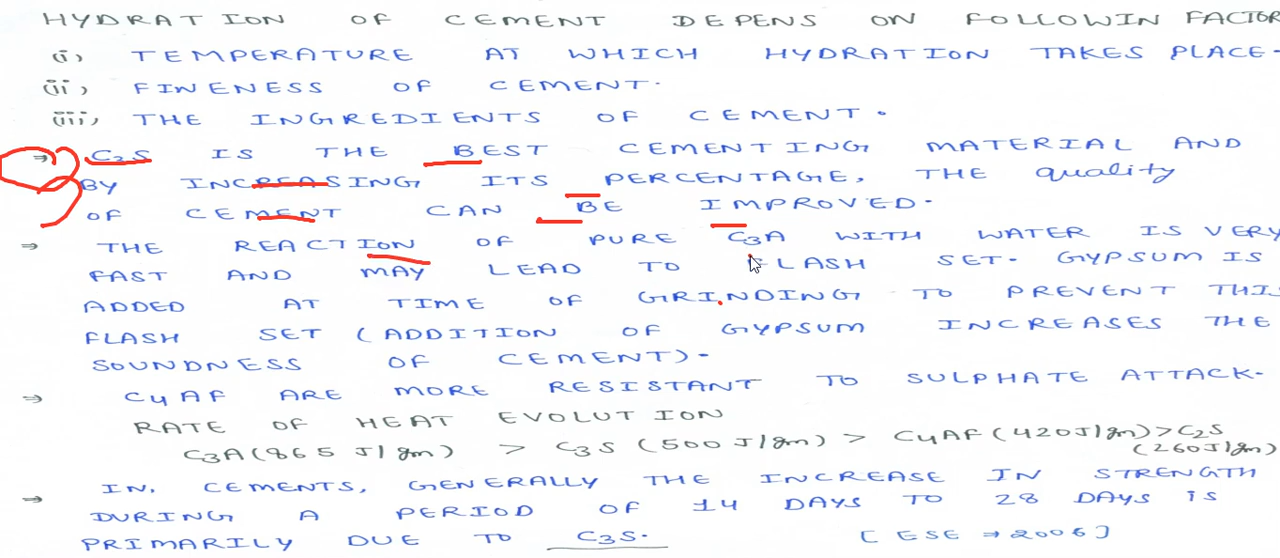 HYDRATION OF CEMENT DEPENS ON FOLLOWIN FACTOR
(i) TEMPERATURE AT WHICH HYDRATION TAKES PLACE.
(ii) FINENESS OF CEMENT.
(iii) THE INGREDIENTS OF CEMENT.
⇒ C2S IS THE BEST CEMENTING MATERIAL AND
BY INCREASING ITS PERCENTAGE, THE quality
OF CEMENT CAN BE IMPROVED.
⇒ THE REACTION OF PURE C3A WITH WATER IS VERY
FAST AND MAY LEAD TO FLASH SET. GYPSUM IS
ADDED AT TIME OF GRINDING TO PREVENT THIS
FLASH SET (ADDITION OF GYPSUM INCREASES THE
SOUNDNESS OF CEMENT).
⇒ C4AF ARE MORE RESISTANT TO SULPHATE ATTACK.
RATE OF HEAT EVOLUTION
C3A (865 J/gm) > C3S (500 J/gm) > C4AF (420J/gm) > C2S
(260J/gm)
⇒ IN, CEMENTS, GENERALLY THE INCREASE IN STRENGTH
DURING A PERIOD OF 14 DAYS TO 28 DAYS IS
PRIMARILY DUE TO C3S. [ESE ⇒ 2006]